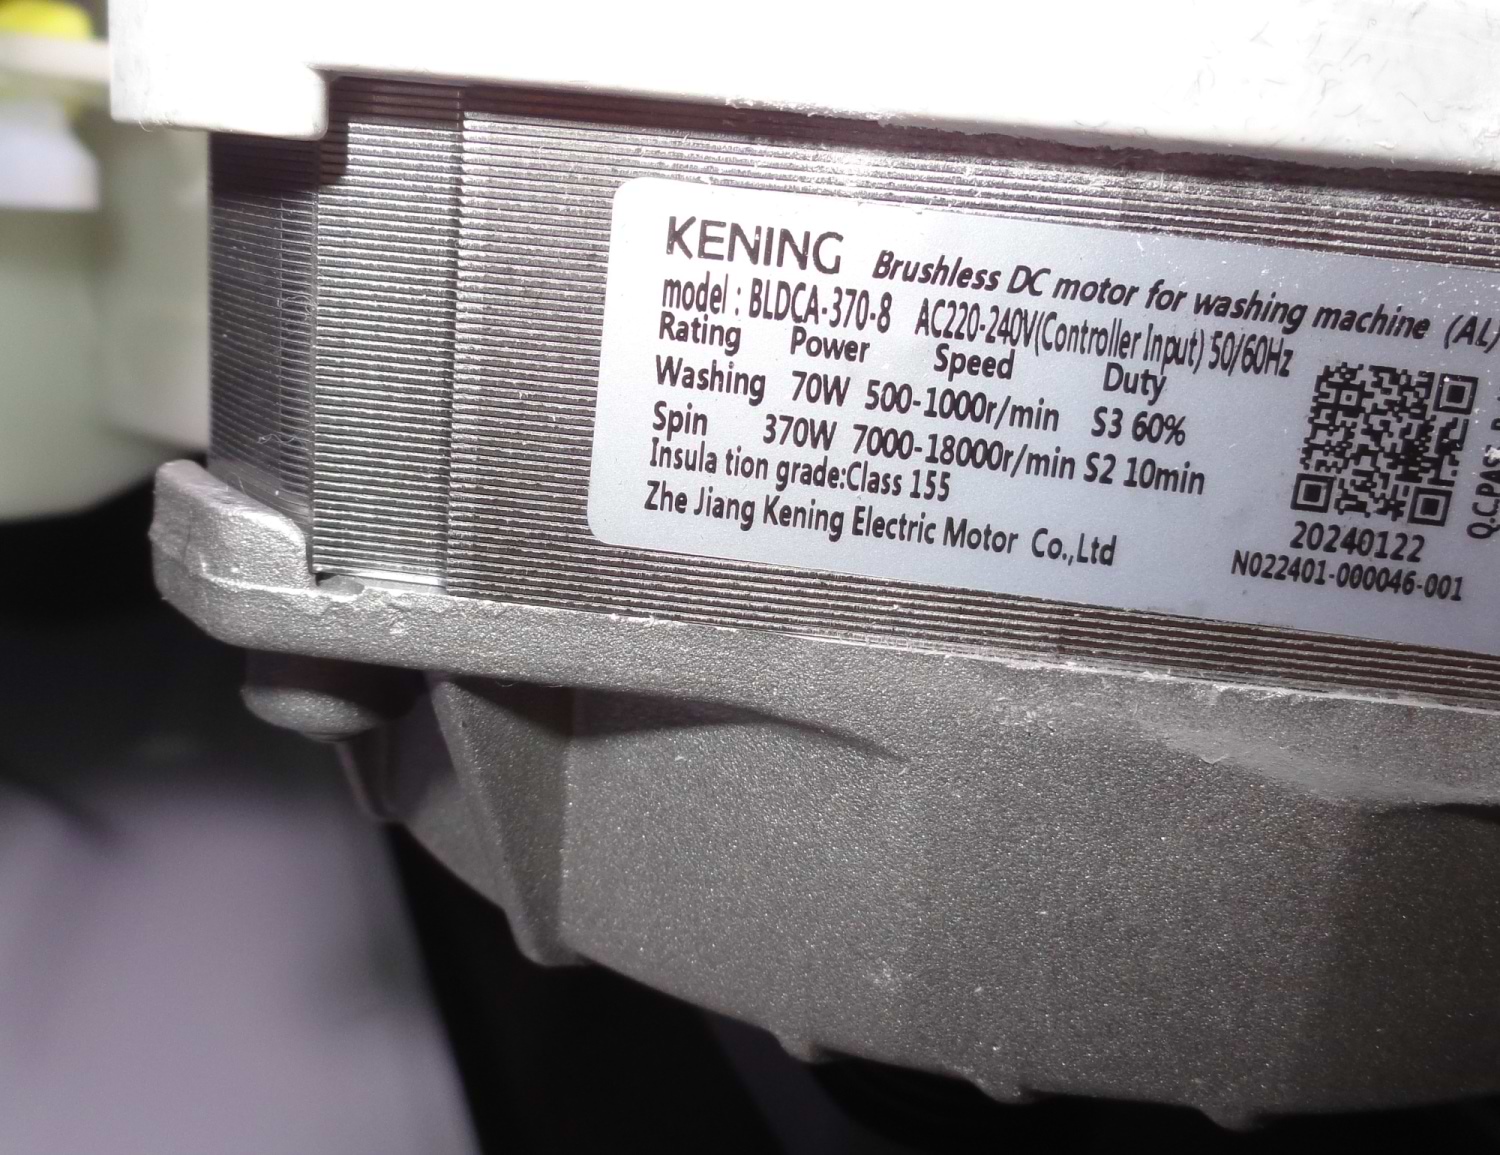 KENING Brushless DC motor for washing machine (AL)
model : BLDCA-370-8 AC220-240V(Controller Input) 50/60Hz
Rating Power Speed Duty
Washing 70W 500-1000r/min S3 60%
Spin 370W 7000-18000r/min S2 10min
Insula tion grade:Class 155
Zhe Jiang Kening Electric Motor Co.,Ltd
20240122
N022401-000046-001
Q.C.PAS